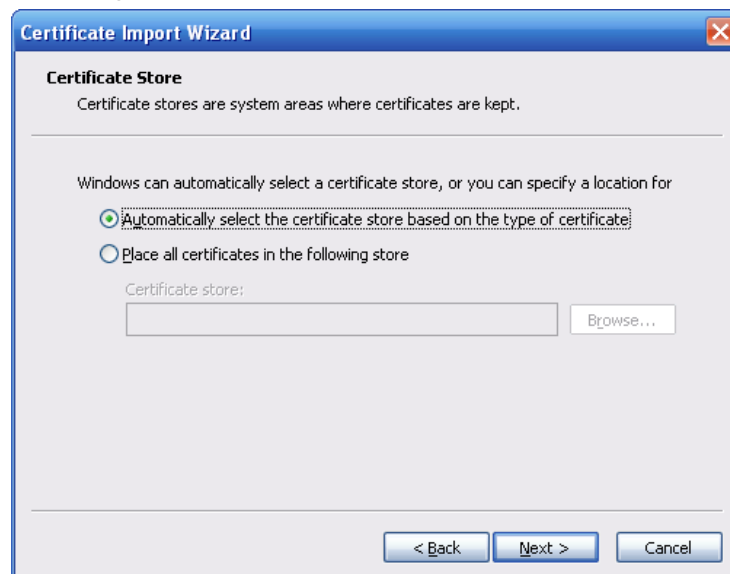 Certificate Import Wizard
Certificate Store
Certificate stores are system areas where certificates are kept.
Windows can automatically select a certificate store, or you can specify a location for
Automatically select the certificate store based on the type of certificate
Place all certificates in the following store
Certificate store:
Browse...
< Back Next > Cancel